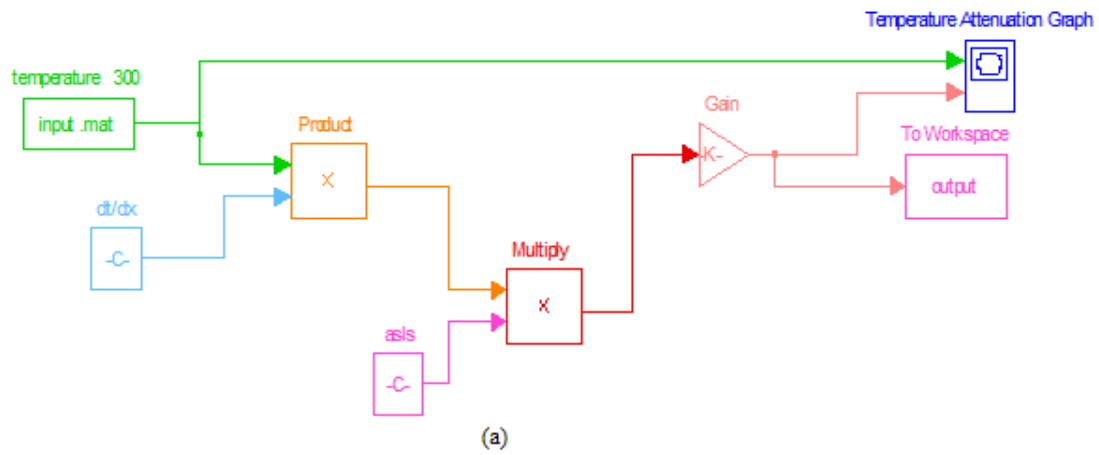 Temperature Attenuation Graph
temperature 300
input .mat
Product
X
Gain
-K-
To Workspace
output
dt/dx
-C-
Multiply
X
asls
-C-
(a)